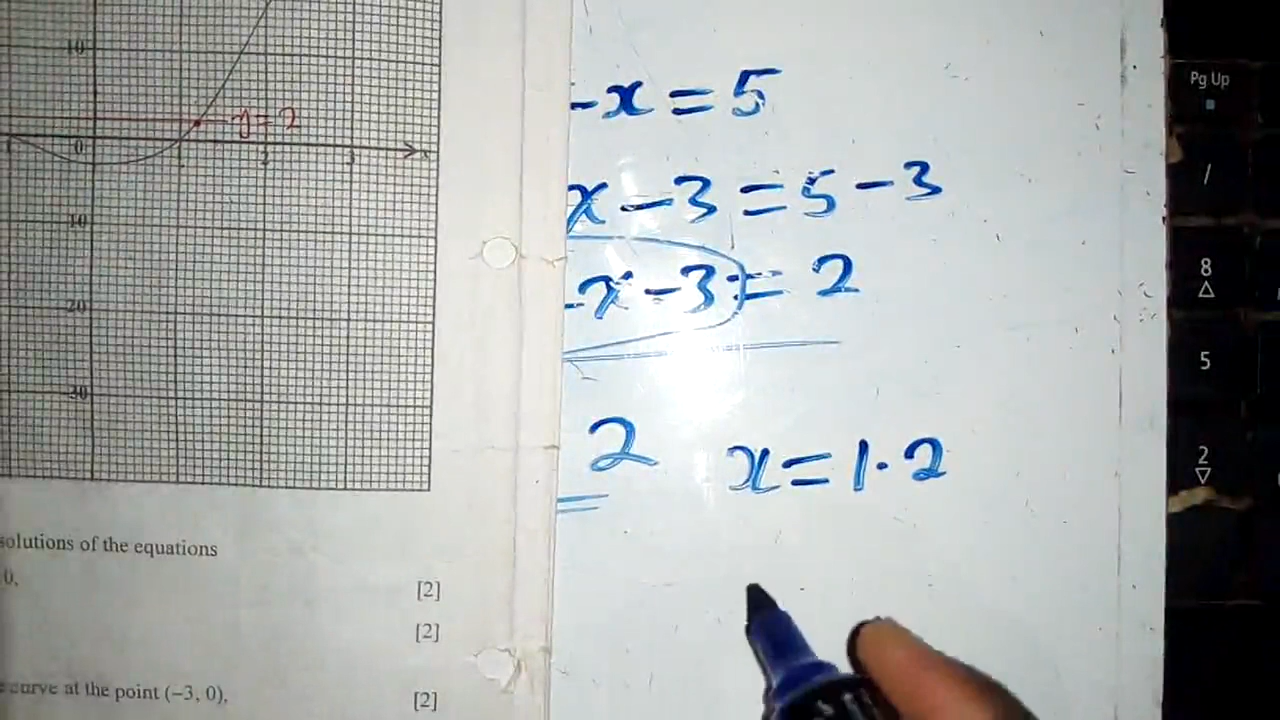 10
y=2
0
1 2 3 x
10
-20
-30
solutions of the equations
0, [2]
[2]
curve at the point (−3, 0), [2]
-x=5
x-3=5-3
-x-3=2
2 x=1.2
Pg Up
/
8
5
2